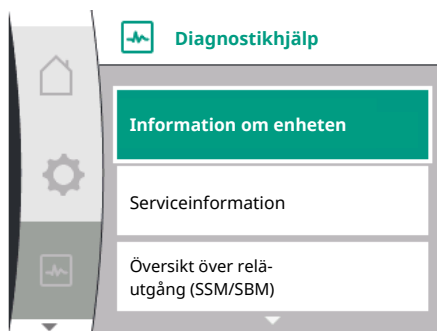 Diagnostikhjälp
Information om enheten
Serviceinformation
Översikt över relä-
utgång (SSM/SBM)